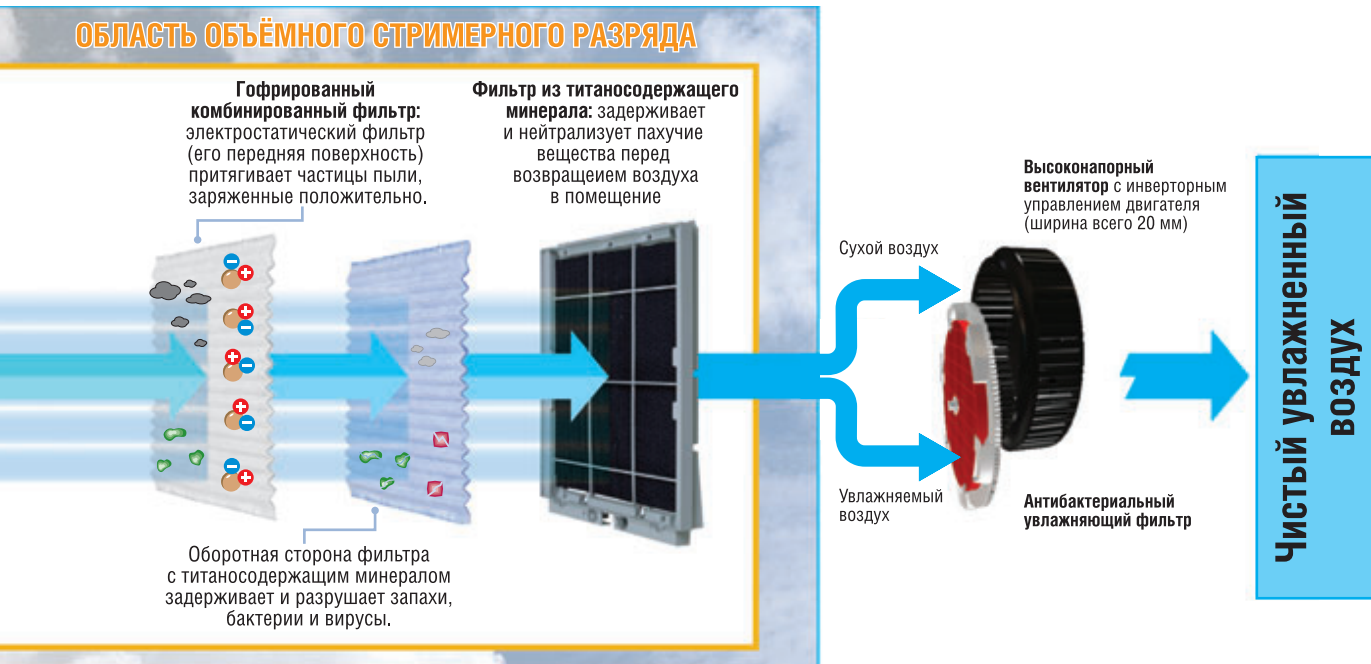 ОБЛАСТЬ ОБЪЁМНОГО СТРИМЕРНОГО РАЗРЯДА
Гофрированный
комбинированный фильтр:
электростатический фильтр
(его передняя поверхность)
притягивает частицы пыли,
заряженные положительно.
Фильтр из титаносодержащего
минерала: задерживает
и нейтрализует пахучие
вещества перед
возвращеием воздуха
в помещение
Оборотная сторона фильтра
с титаносодержащим минералом
задерживает и разрушает запахи,
бактерии и вирусы.
Сухой воздух
Увлажняемый
воздух
Высоконапорный
вентилятор с инверторным
управлением двигателя
(ширина всего 20 мм)
Антибактериальный
увлажняющий фильтр
Чистый увлажненный
воздух